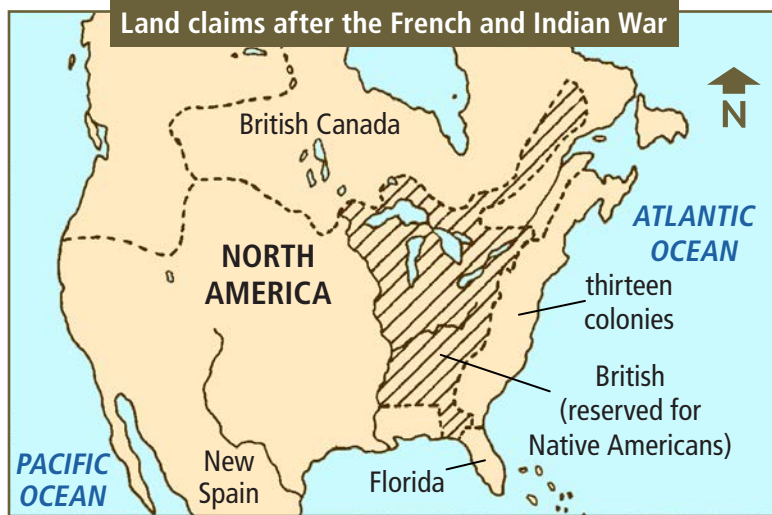 Land claims after the French and Indian War
British Canada
N
ATLANTIC
OCEAN
NORTH
AMERICA
thirteen
colonies
British
(reserved for
Native Americans)
PACIFIC
OCEAN
New
Spain
Florida